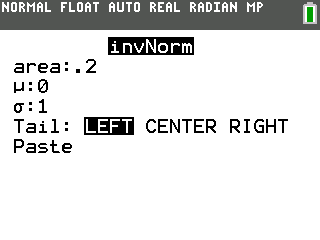 NORMAL FLOAT AUTO REAL RADIAN MP
invNorm
area:.2
μ:0
σ:1
Tail: LEFT CENTER RIGHT
Paste